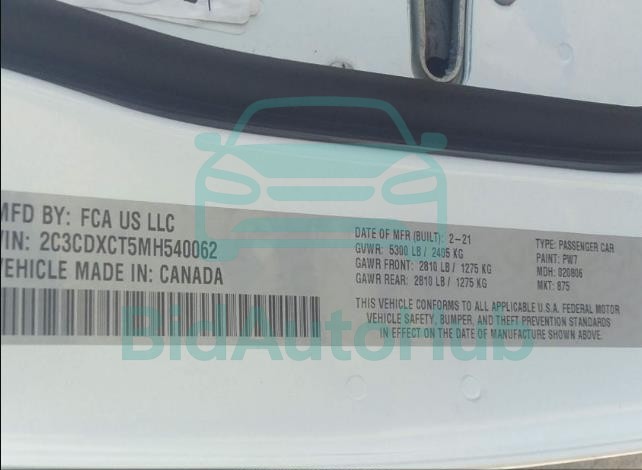 MFD BY: FCA US LLC
VIN: 2C3CDXCT5MH540062
VEHICLE MADE IN: CANADA
DATE OF MFR (BUILT): 2-21
GVWR: 5300 LB / 2405 KG
GAWR FRONT: 2810 LB / 1275 KG
GAWR REAR: 2810 LB / 1275 KG
TYPE: PASSENGER CAR
PAINT: PW7
MDH: 020806
MKT: 875
THIS VEHICLE CONFORMS TO ALL APPLICABLE U.S.A. FEDERAL MOTOR
VEHICLE SAFETY, BUMPER, AND THEFT PREVENTION STANDARDS
IN EFFECT ON THE DATE OF MANUFACTURE SHOWN ABOVE.
BidAutoHub